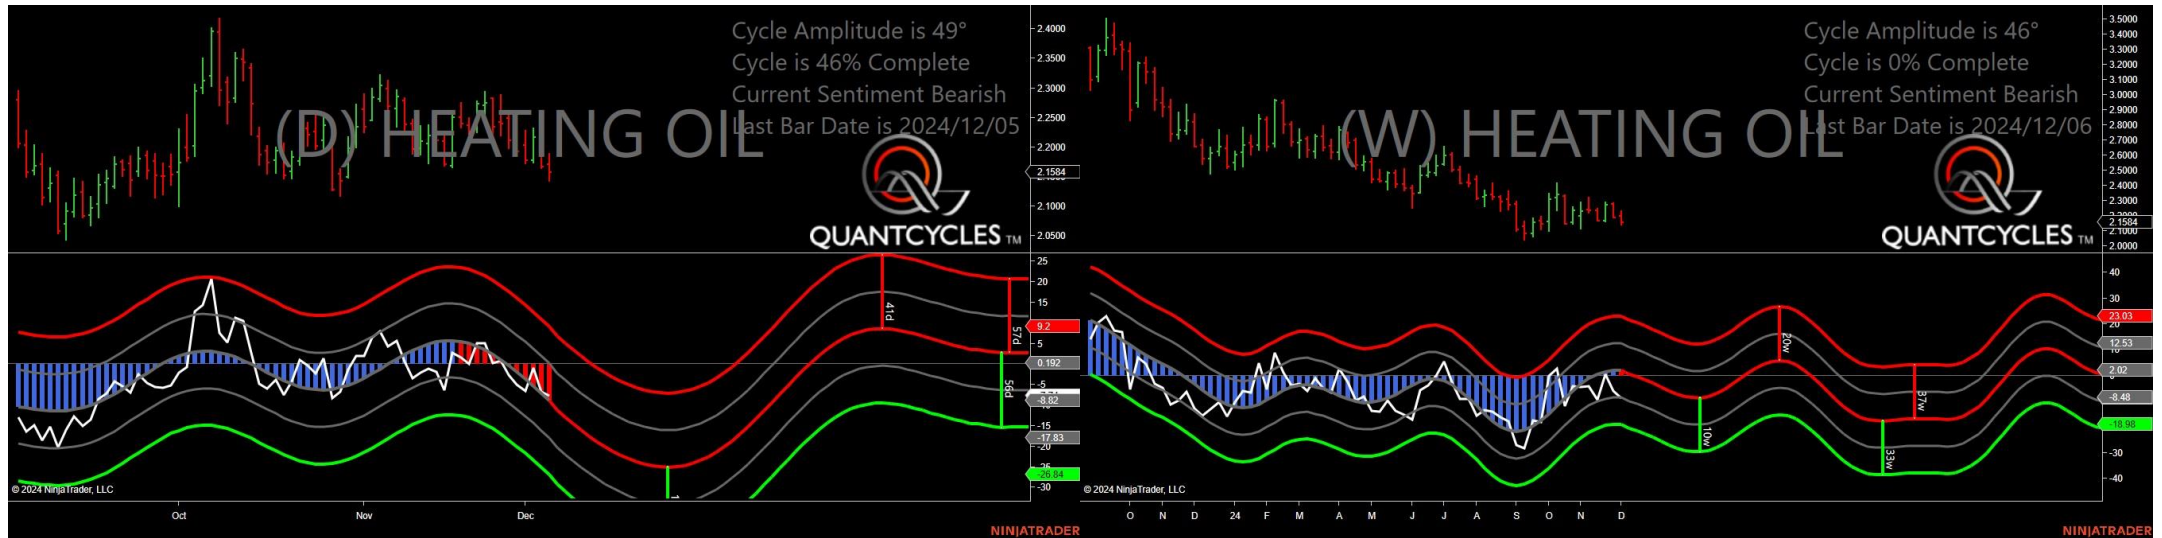 Cycle Amplitude is 49°
Cycle is 46% Complete
Current Sentiment Bearish
Last Bar Date is 2024/12/05
(D) HEATING OIL
QUANTCYCLES TM
2.4000
2.3500
2.3000
2.2500
2.2000
2.1584
2.1000
2.0500
25
20
15
9.2
5
0.192
-5
-8.82
-15
-17.83
-20
-26.84
-30
41d
57d
56d
© 2024 NinjaTrader, LLC
Oct
Nov
Dec
NINJATRADER
Cycle Amplitude is 46°
Cycle is 0% Complete
Current Sentiment Bearish
Last Bar Date is 2024/12/06
(W) HEATING OIL
QUANTCYCLES TM
3.5000
3.4000
3.3000
3.2000
3.1000
3.0000
2.9000
2.8000
2.7000
2.6000
2.5000
2.4000
2.3000
2.1584
2.1000
2.0000
40
30
23.03
20
12.53
2.02
-8.48
-18.98
-30
-40
20w
10w
37w
33w
© 2024 NinjaTrader, LLC
O N D 24 F M A M J J A S O N D
NINJATRADER